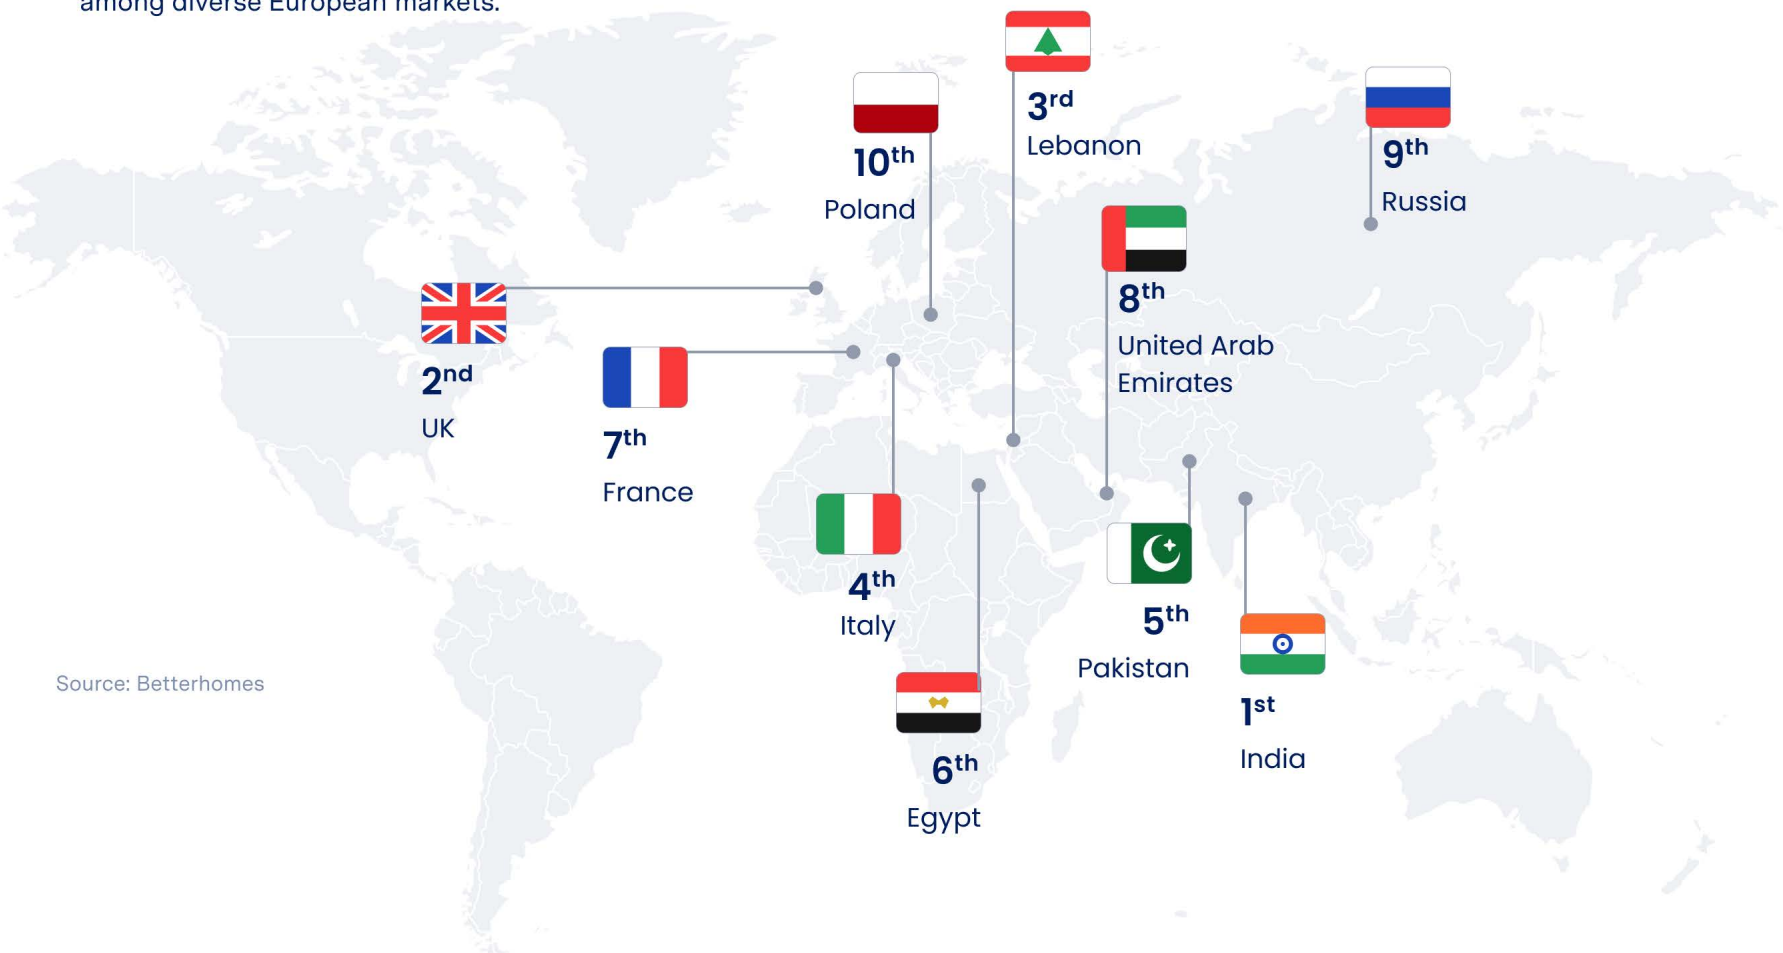 among diverse European markets.
3rd
Lebanon
10th
Poland
9th
Russia
8th
United Arab
Emirates
2nd
UK
7th
France
4th
Italy
5th
Pakistan
Source: Betterhomes
1st
India
6th
Egypt